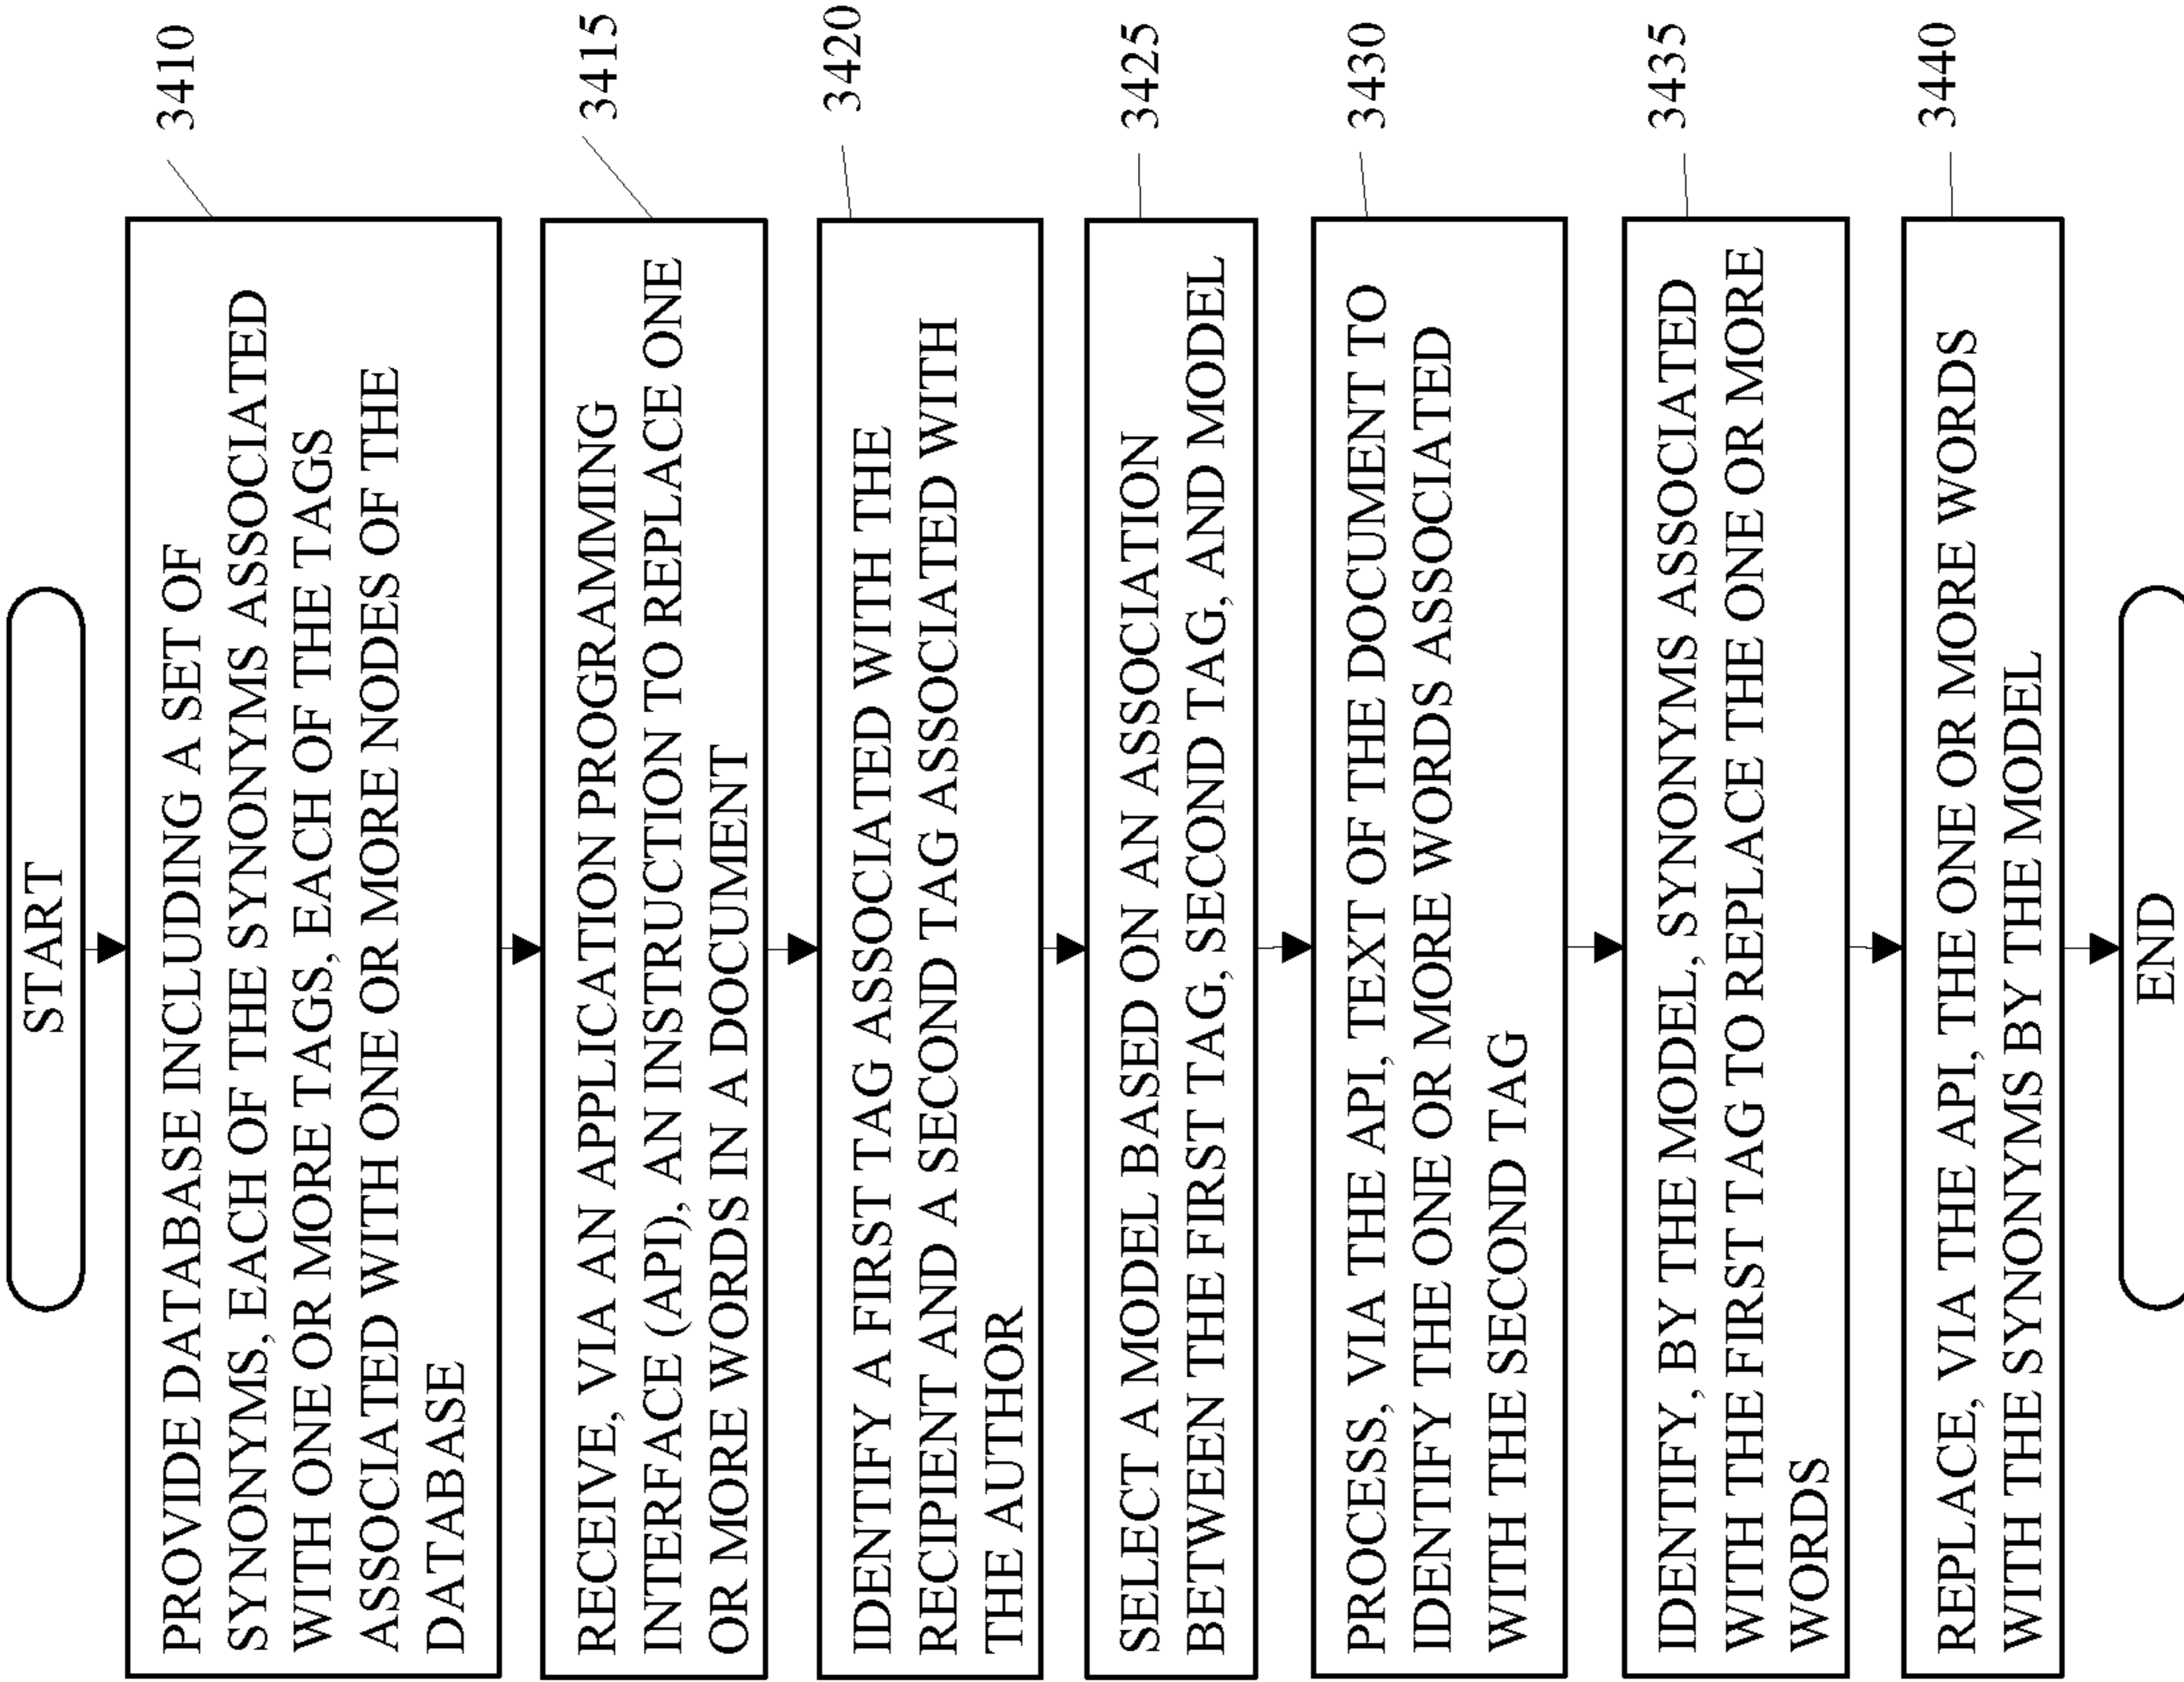 START
PROVIDE DATABASE INCLUDING A SET OF
SYNONYMS, EACH OF THE SYNONYMS ASSOCIATED
WITH ONE OR MORE TAGS, EACH OF THE TAGS
ASSOCIATED WITH ONE OR MORE NODES OF THE
DATABASE
3410
RECEIVE, VIA AN APPLICATION PROGRAMMING
INTERFACE (API), AN INSTRUCTION TO REPLACE ONE
OR MORE WORDS IN A DOCUMENT
3415
IDENTIFY A FIRST TAG ASSOCIATED WITH THE
RECIPIENT AND A SECOND TAG ASSOCIATED WITH
THE AUTHOR
3420
SELECT A MODEL BASED ON AN ASSOCIATION
BETWEEN THE FIRST TAG, SECOND TAG, AND MODEL
3425
PROCESS, VIA THE API, TEXT OF THE DOCUMENT TO
IDENTIFY THE ONE OR MORE WORDS ASSOCIATED
WITH THE SECOND TAG
3430
IDENTIFY, BY THE MODEL, SYNONYMS ASSOCIATED
WITH THE FIRST TAG TO REPLACE THE ONE OR MORE
WORDS
3435
REPLACE, VIA THE API, THE ONE OR MORE WORDS
WITH THE SYNONYMS BY THE MODEL
3440
END